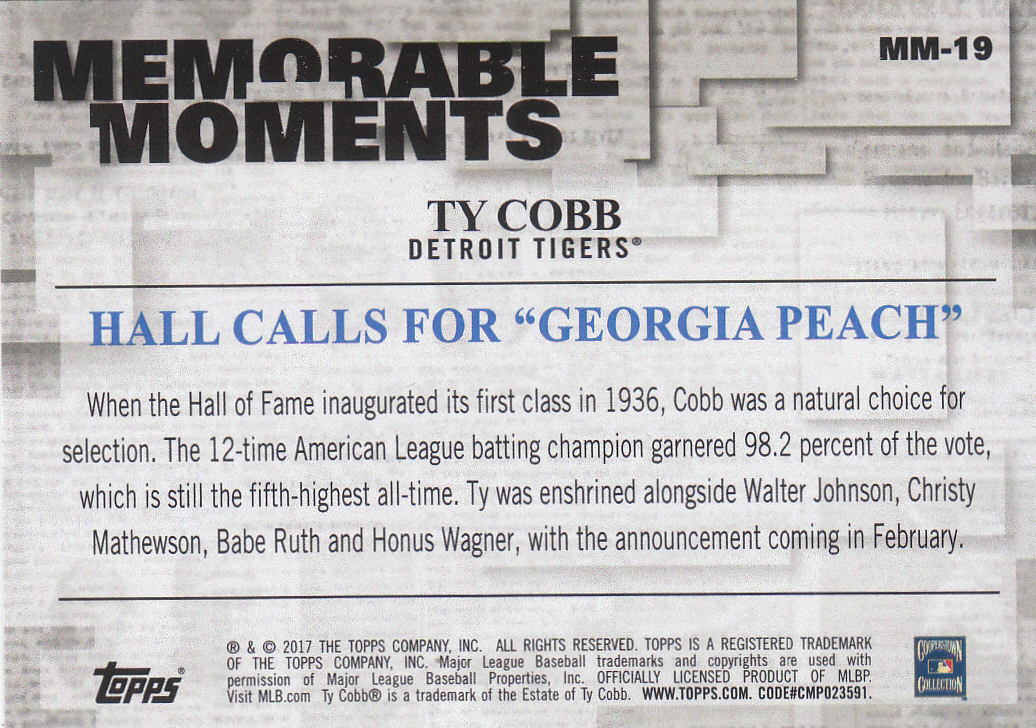 MEMORABLE
MOMENTS
MM-19
TY COBB
DETROIT TIGERS®
HALL CALLS FOR “GEORGIA PEACH”
When the Hall of Fame inaugurated its first class in 1936, Cobb was a natural choice for
selection. The 12-time American League batting champion garnered 98.2 percent of the vote,
which is still the fifth-highest all-time. Ty was enshrined alongside Walter Johnson, Christy
Mathewson, Babe Ruth and Honus Wagner, with the announcement coming in February.
® & © 2017 THE TOPPS COMPANY, INC. ALL RIGHTS RESERVED. TOPPS IS A REGISTERED TRADEMARK
OF THE TOPPS COMPANY, INC. Major League Baseball trademarks and copyrights are used with
permission of Major League Baseball Properties, Inc. OFFICIALLY LICENSED PRODUCT OF MLBP.
Visit MLB.com Ty Cobb® is a trademark of the Estate of Ty Cobb. WWW.TOPPS.COM. CODE#CMP023591.
topps®
COOPERSTOWN
COLLECTION